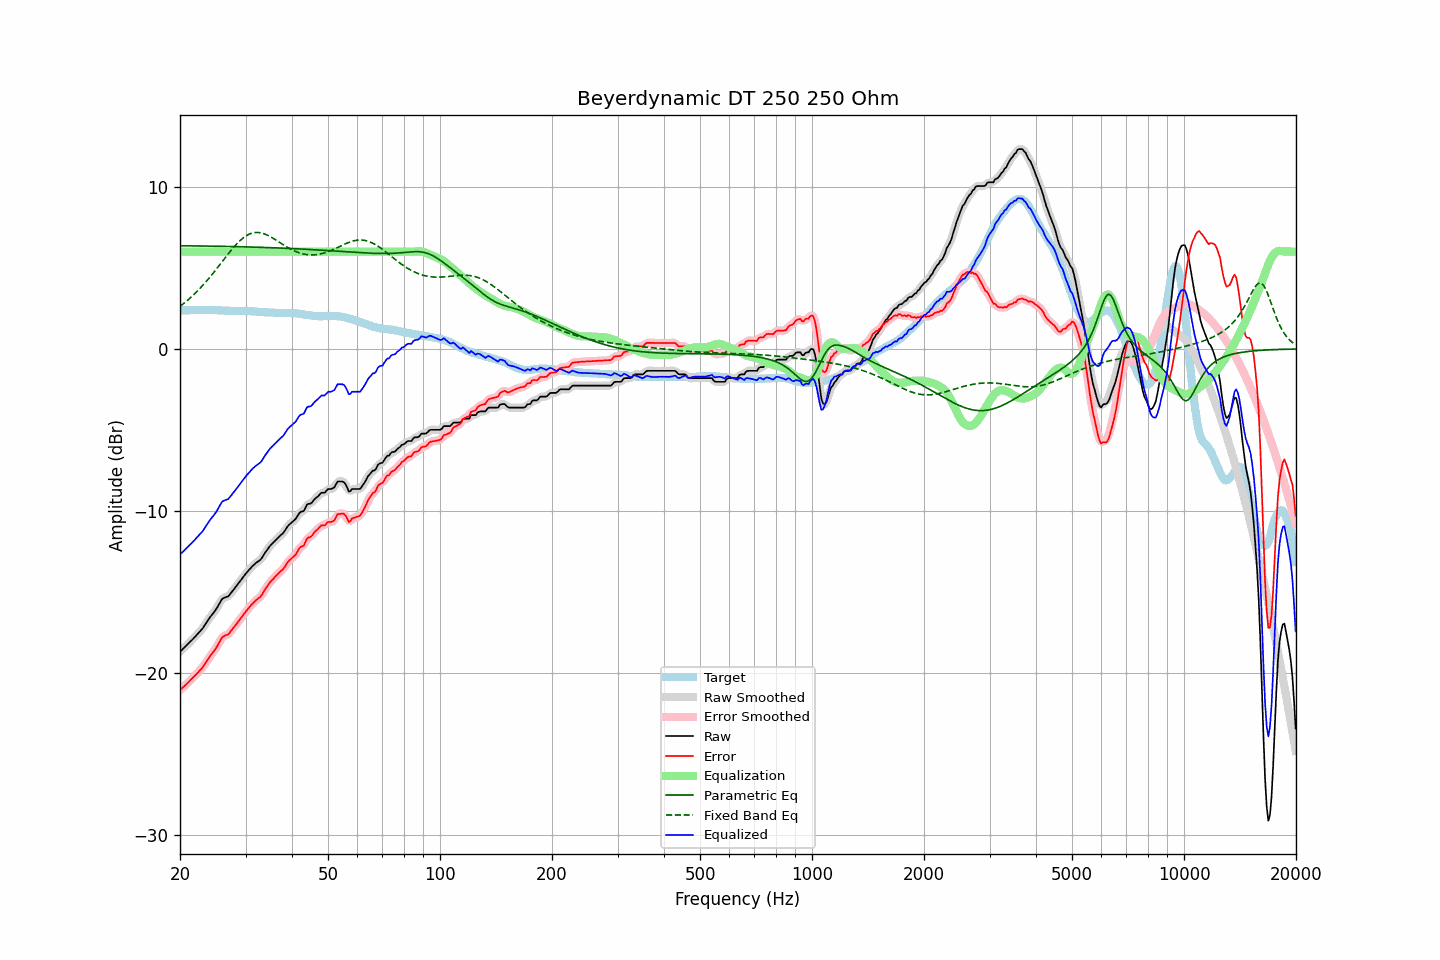 Beyerdynamic DT 250 250 Ohm
Amplitude (dBr)
10
0
−10
−20
−30
Target
Raw Smoothed
Error Smoothed
Raw
Error
Equalization
Parametric Eq
Fixed Band Eq
Equalized
20 50 100 200 500 1000 2000 5000 10000 20000
Frequency (Hz)